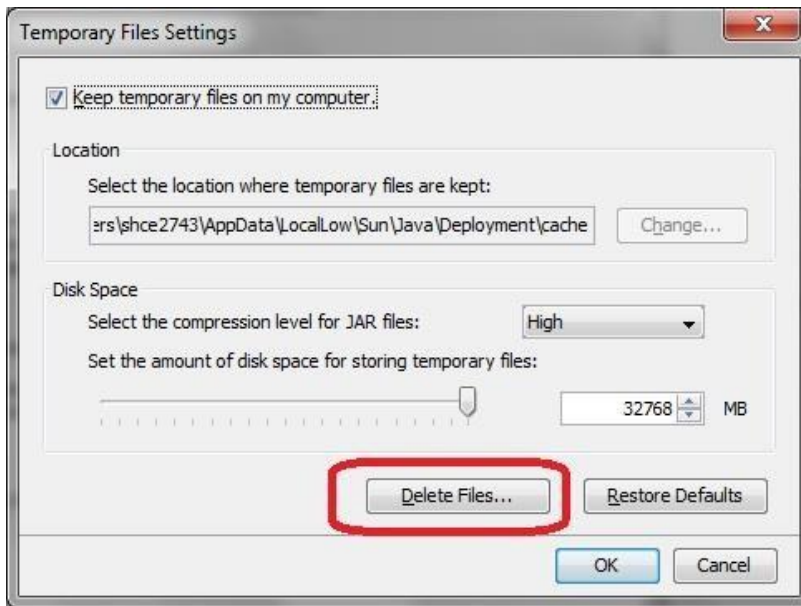 Temporary Files Settings
Keep temporary files on my computer.
Location
Select the location where temporary files are kept:
ers\shce2743\AppData\LocalLow\Sun\Java\Deployment\cache
Change...
Disk Space
Select the compression level for JAR files:
High
Set the amount of disk space for storing temporary files:
32768
MB
Delete Files...
Restore Defaults
OK
Cancel